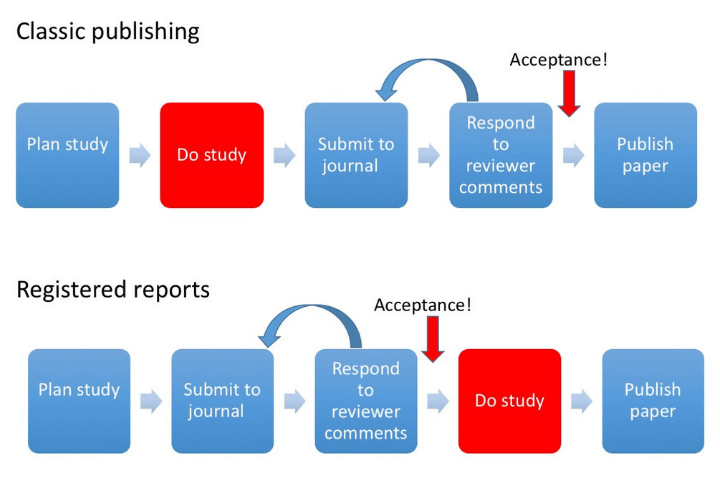 Classic publishing
Acceptance!
Plan study
Do study
Submit to
journal
Respond
to
reviewer
comments
Publish
paper
Registered reports
Acceptance!
Plan study
Submit to
journal
Respond
to
reviewer
comments
Do study
Publish
paper